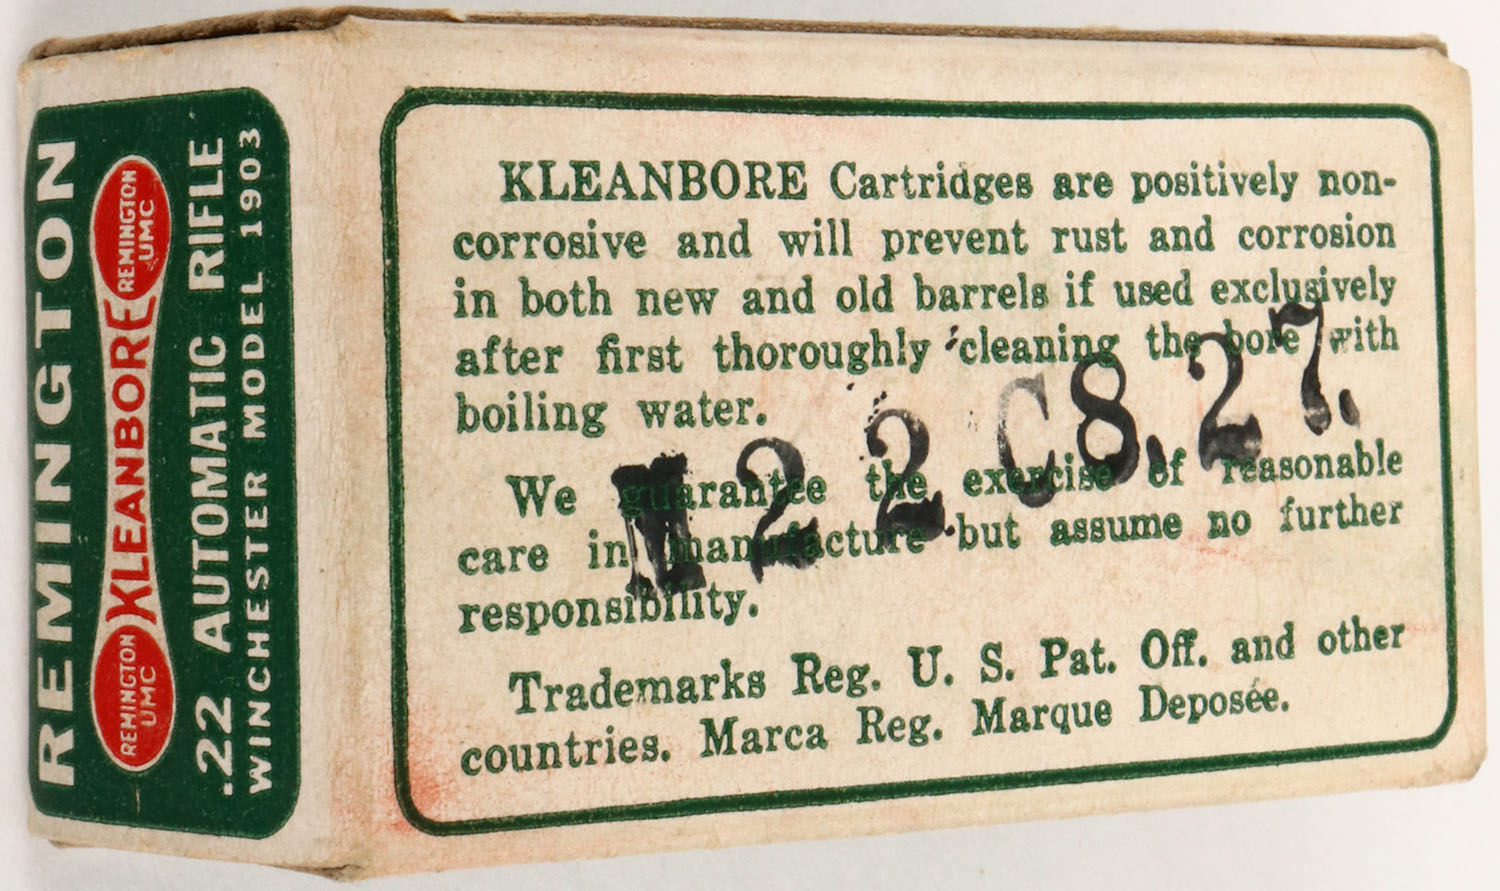 REMINGTON
REMINGTON
UMC
KLEANBORE
REMINGTON
UMC
.22 AUTOMATIC RIFLE
WINCHESTER MODEL 1903
KLEANBORE Cartridges are positively non-
corrosive and will prevent rust and corrosion
in both new and old barrels if used exclusively
after first thoroughly cleaning the bore with
boiling water.
We guarantee the exercise of reasonable
care in manufacture but assume no further
responsibility.
Trademarks Reg. U. S. Pat. Off. and other
countries. Marca Reg. Marque Deposée.
22 C8.27.